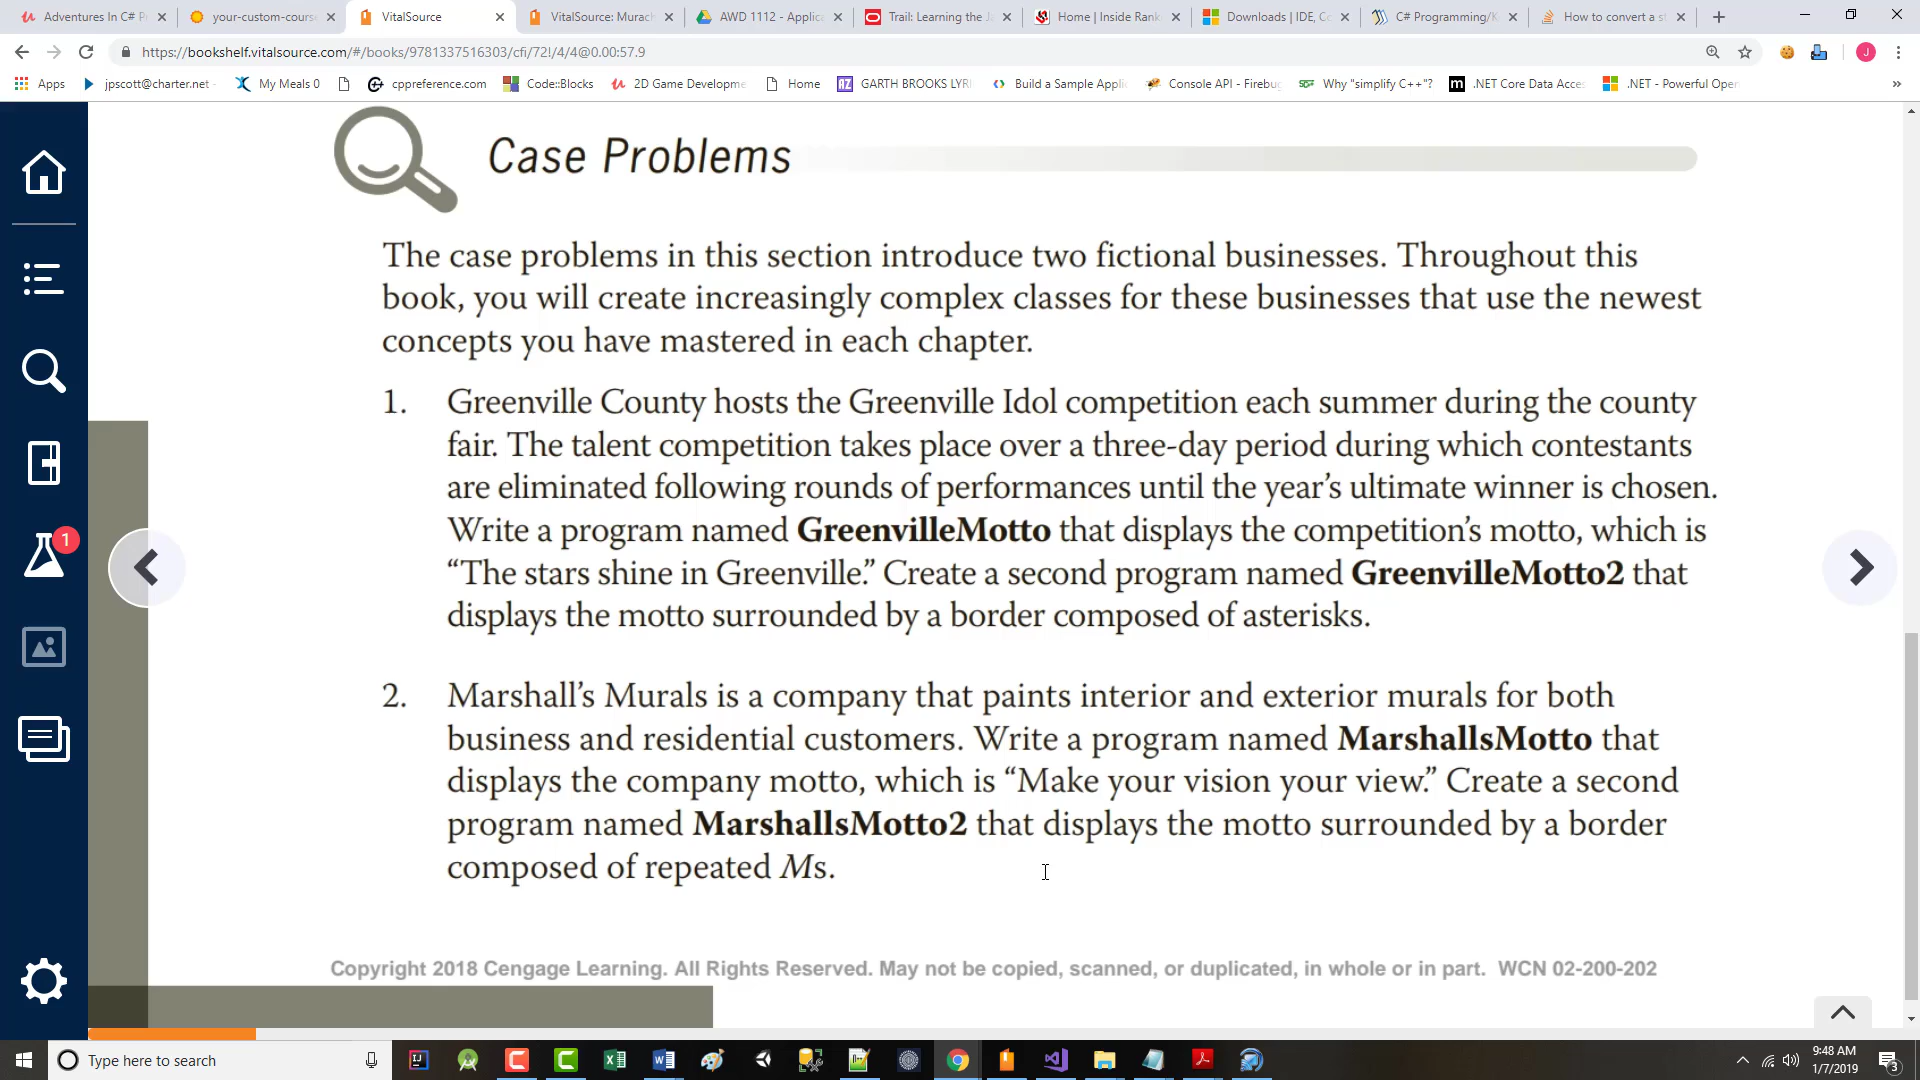 Adventures In C# P
your-custom-course
VitalSource
VitalSource: Murach
AWD 1112 - Applica
Trail: Learning the Ja
Home | Inside Rank
Downloads | IDE, Co
C# Programming/K
How to convert a s
https://bookshelf.vitalsource.com/#/books/9781337516303/cfi/72!/4/4@0.00:57.9
J
Apps
jpscott@charter.net
My Meals 0
cppreference.com
Code::Blocks
2D Game Developme
Home
AZ
GARTH BROOKS LYRI
Build a Sample Applic
Console API - Firebug
Why "simplify C++"?
m
.NET Core Data Acces
.NET - Powerful Oper
»
Case Problems
The case problems in this section introduce two fictional businesses. Throughout this
book, you will create increasingly complex classes for these businesses that use the newest
concepts you have mastered in each chapter.
1. Greenville County hosts the Greenville Idol competition each summer during the county
fair. The talent competition takes place over a three-day period during which contestants
are eliminated following rounds of performances until the year’s ultimate winner is chosen.
Write a program named GreenvilleMotto that displays the competition’s motto, which is
“The stars shine in Greenville.” Create a second program named GreenvilleMotto2 that
displays the motto surrounded by a border composed of asterisks.
2. Marshall’s Murals is a company that paints interior and exterior murals for both
business and residential customers. Write a program named MarshallsMotto that
displays the company motto, which is “Make your vision your view.” Create a second
program named MarshallsMotto2 that displays the motto surrounded by a border
composed of repeated Ms.
1
Copyright 2018 Cengage Learning. All Rights Reserved. May not be copied, scanned, or duplicated, in whole or in part. WCN 02-200-202
Type here to search
9:48 AM
1/7/2019
3